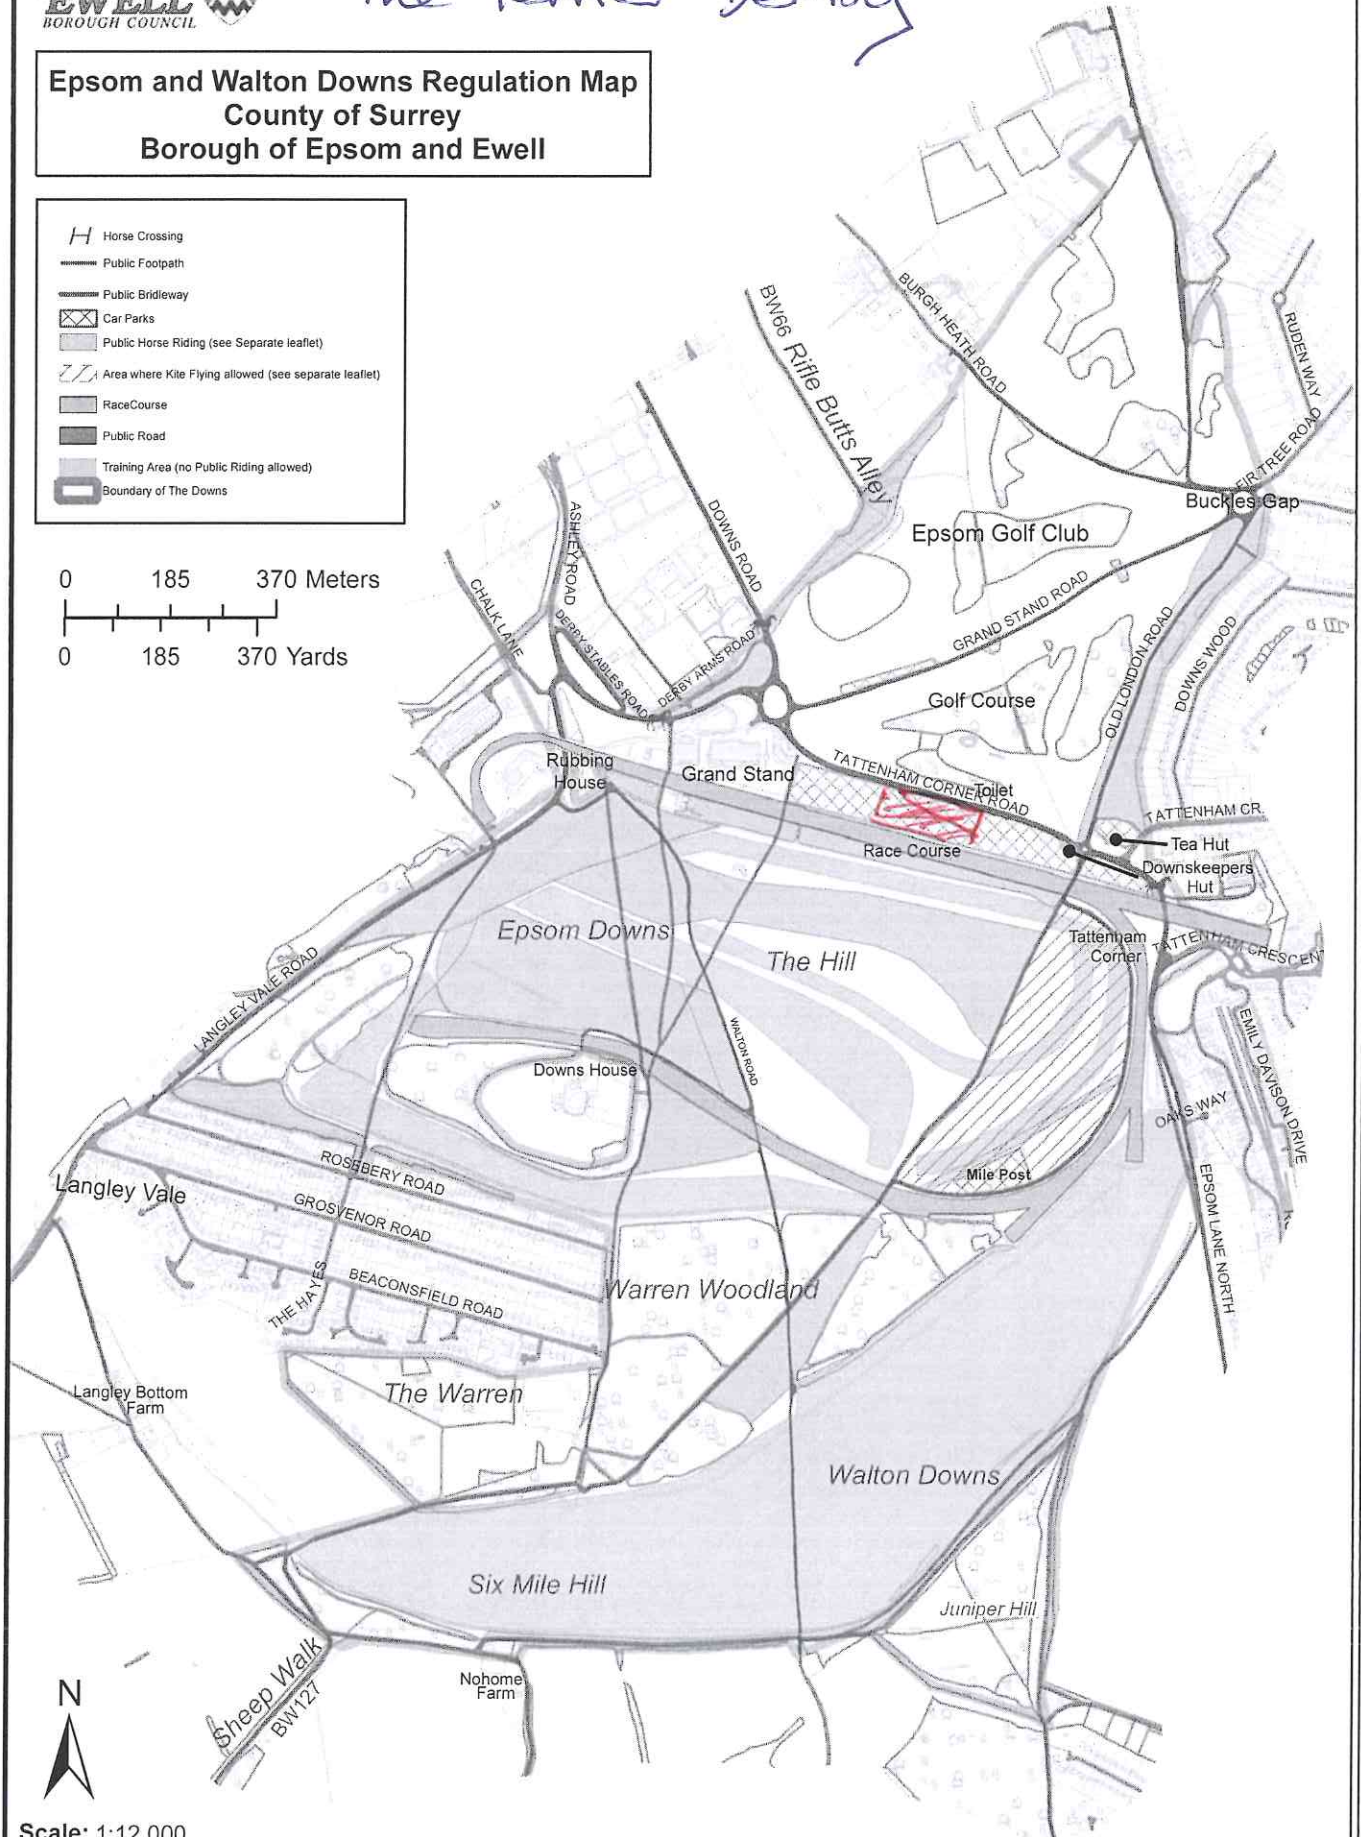 EWELL
BOROUGH COUNCIL
The
Epsom and Walton Downs Regulation Map
County of Surrey
Borough of Epsom and Ewell
Horse Crossing
Public Footpath
Public Bridleway
Car Parks
Public Horse Riding (see Separate leaflet)
Area where Kite Flying allowed (see separate leaflet)
RaceCourse
Public Road
Training Area (no Public Riding allowed)
Boundary of The Downs
0 185 370 Meters
0 185 370 Yards
BURGH HEATH ROAD
BW66 Rifle Butts Alley
RUDEN WAY
FIR TREE ROAD
Buckles Gap
Epsom Golf Club
ASHLEY ROAD
DOWNS ROAD
CHALK LANE
DERBY STABLES ROAD
DERBY ARMS ROAD
GRAND STAND ROAD
OLD LONDON ROAD
DOWNS WOOD
Golf Course
Rubbing
House
Grand Stand
TATTENHAM CORNER ROAD
Toilet
Race Course
TATTENHAM CR.
Tea Hut
Downskeepers
Hut
Epsom Downs
The Hill
Tattenham
Corner
TATTENHAM CRESCENT
LANGLEY VALE ROAD
WALTON ROAD
Downs House
EMILY DAVISON DRIVE
OAKS WAY
Mile Post
EPSOM LANE NORTH
Langley Vale
ROSEBERY ROAD
GROSVENOR ROAD
THE HAYES
BEACONSFIELD ROAD
Warren Woodland
The Warren
Langley Bottom
Farm
Walton Downs
Six Mile Hill
Juniper Hill
Sheep Walk
BW127
Nohome
Farm
N
Scale: 1:12,000